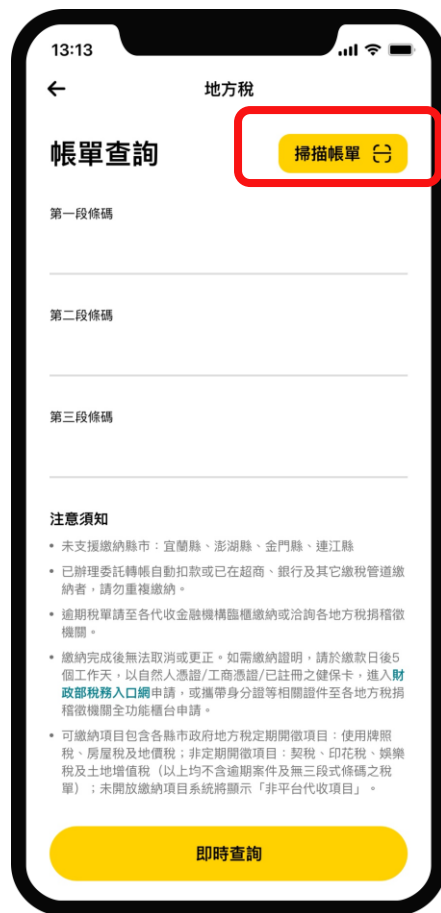 13:13
地方稅
帳單查詢
掃描帳單
第一段條碼
第二段條碼
第三段條碼
注意須知
• 未支援繳納縣市：宜蘭縣、澎湖縣、金門縣、連江縣
• 已辦理委託轉帳自動扣款或已在超商、銀行及其它繳稅管道繳
納者，請勿重複繳納。
• 逾期稅單請至各代收金融機構臨櫃繳納或洽詢各地方稅捐稽徵
機關。
• 繳納完成後無法取消或更正。如需繳納證明，請於繳款日後5
個工作天，以自然人憑證/工商憑證/已註冊之健保卡，進入財
政部稅務入口網申請，或攜帶身分證等相關證件至各地方稅捐
稽徵機關全功能櫃台申請。
• 可繳納項目包含各縣市政府地方稅定期開徵項目：使用牌照
稅、房屋稅及地價稅；非定期開徵項目：契稅、印花稅、娛樂
稅及土地增值稅（以上均不含逾期案件及無三段式條碼之稅
單）；未開放繳納項目系統將顯示「非平台代收項目」。
即時查詢